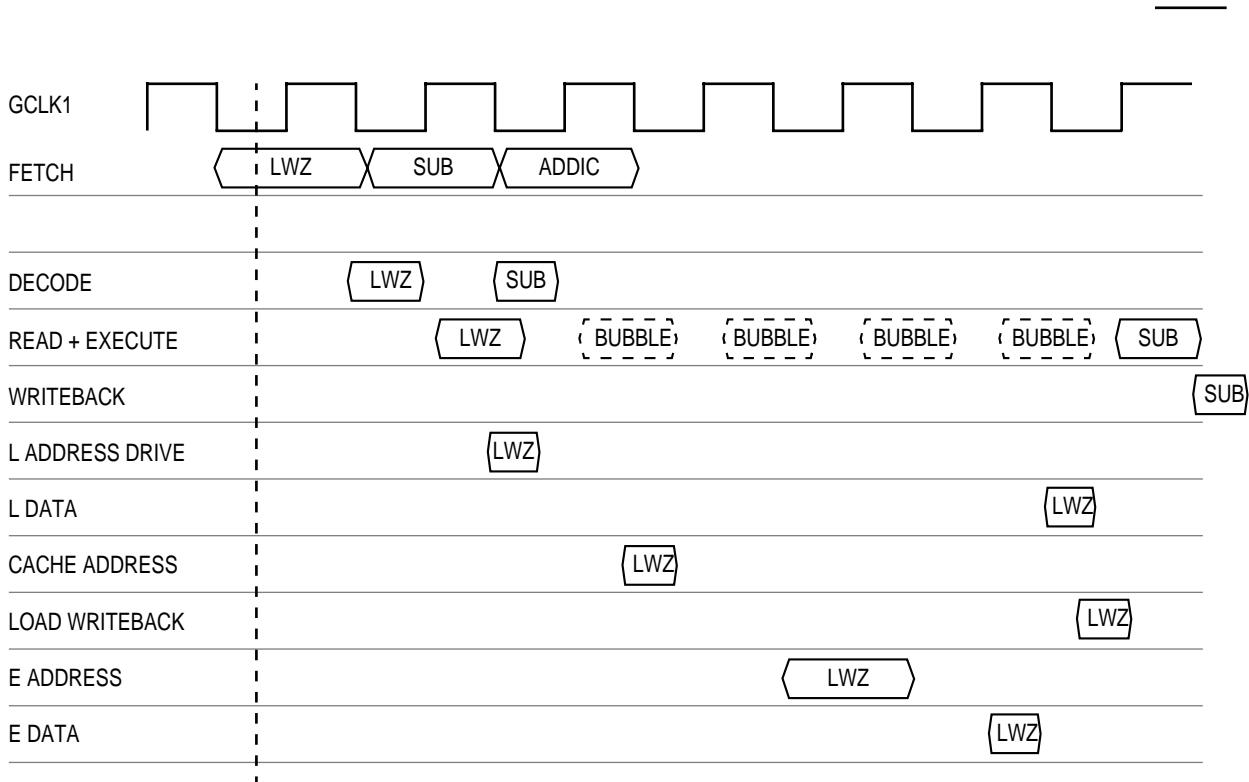 GCLK1
FETCH LWZ SUB ADDIC
DECODE LWZ SUB
READ + EXECUTE LWZ BUBBLE BUBBLE BUBBLE BUBBLE SUB
WRITEBACK SUB
L ADDRESS DRIVE LWZ
L DATA LWZ
CACHE ADDRESS LWZ
LOAD WRITEBACK LWZ
E ADDRESS LWZ
E DATA LWZ